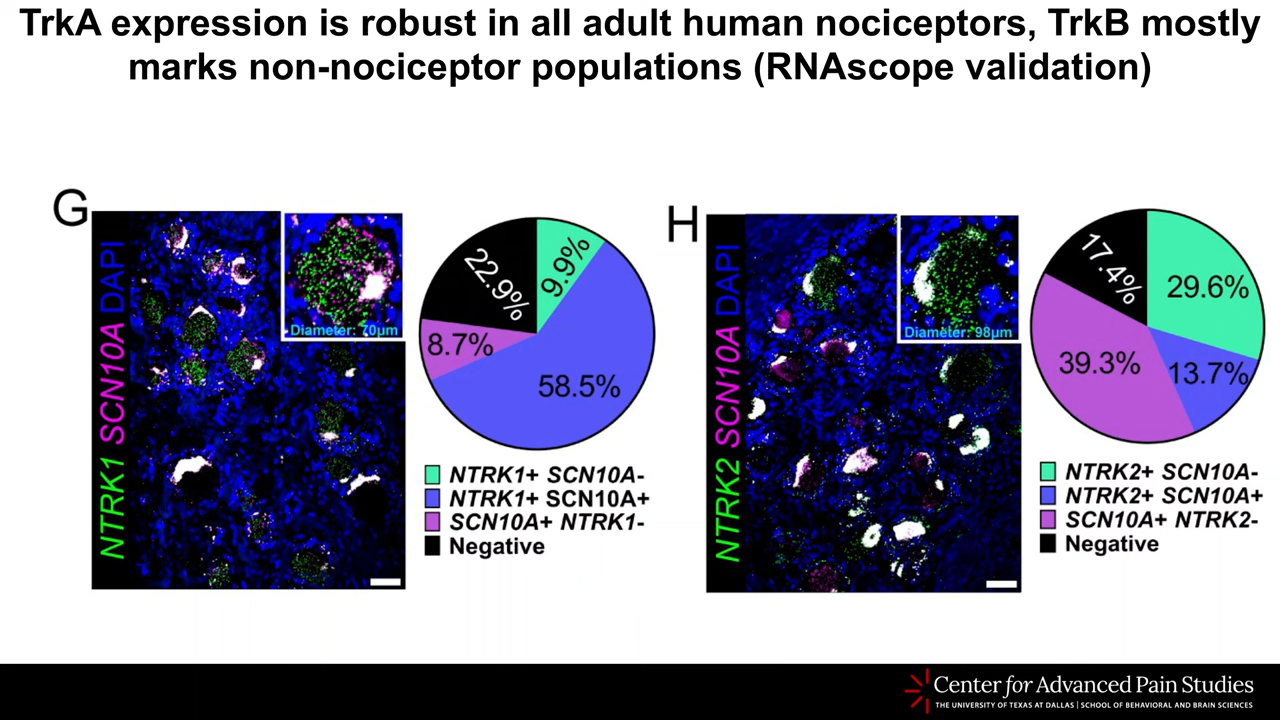 TrkA expression is robust in all adult human nociceptors, TrkB mostly
marks non-nociceptor populations (RNAscope validation)
G
NTRK1 SCN10A DAPI
Diameter: 70µm
22.9%
9.9%
8.7%
58.5%
NTRK1+ SCN10A-
NTRK1+ SCN10A+
SCN10A+ NTRK1-
Negative
H
NTRK2 SCN10A DAPI
Diameter: 98µm
17.4%
29.6%
39.3%
13.7%
NTRK2+ SCN10A-
NTRK2+ SCN10A+
SCN10A+ NTRK2-
Negative
Center for Advanced Pain Studies
THE UNIVERSITY OF TEXAS AT DALLAS | SCHOOL OF BEHAVIORAL AND BRAIN SCIENCES